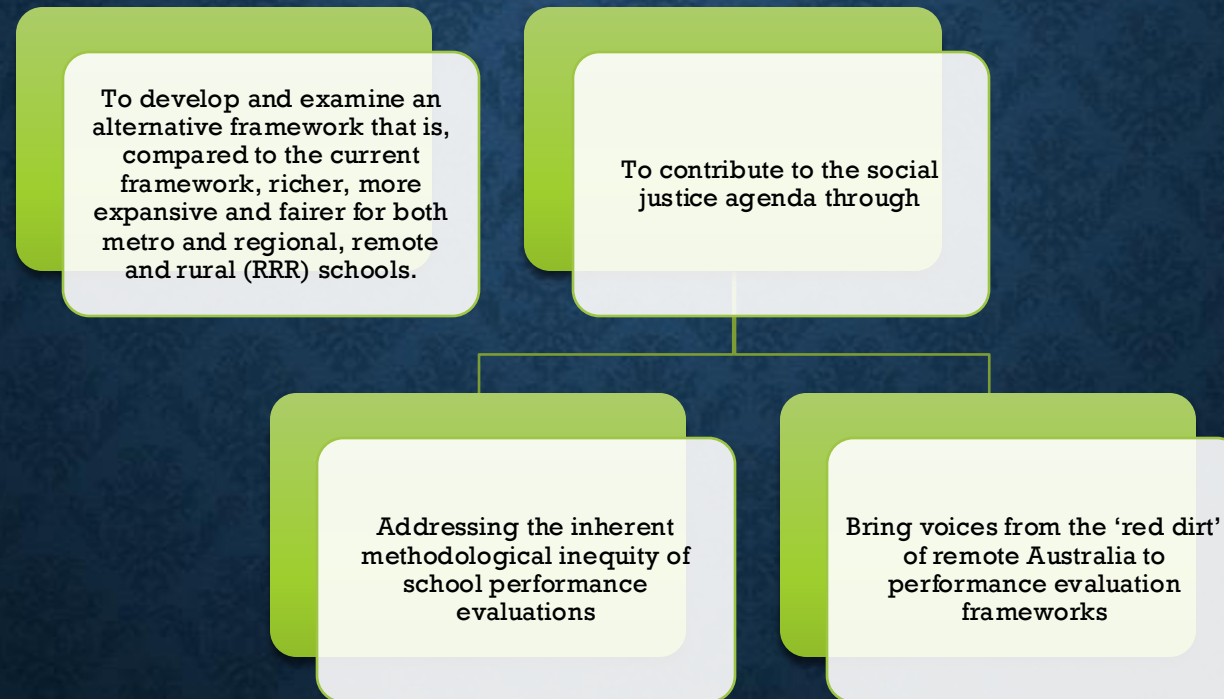 To develop and examine an
alternative framework that is,
compared to the current
framework, richer, more
expansive and fairer for both
metro and regional, remote
and rural (RRR) schools.
To contribute to the social
justice agenda through
Addressing the inherent
methodological inequity of
school performance
evaluations
Bring voices from the ‘red dirt’
of remote Australia to
performance evaluation
frameworks